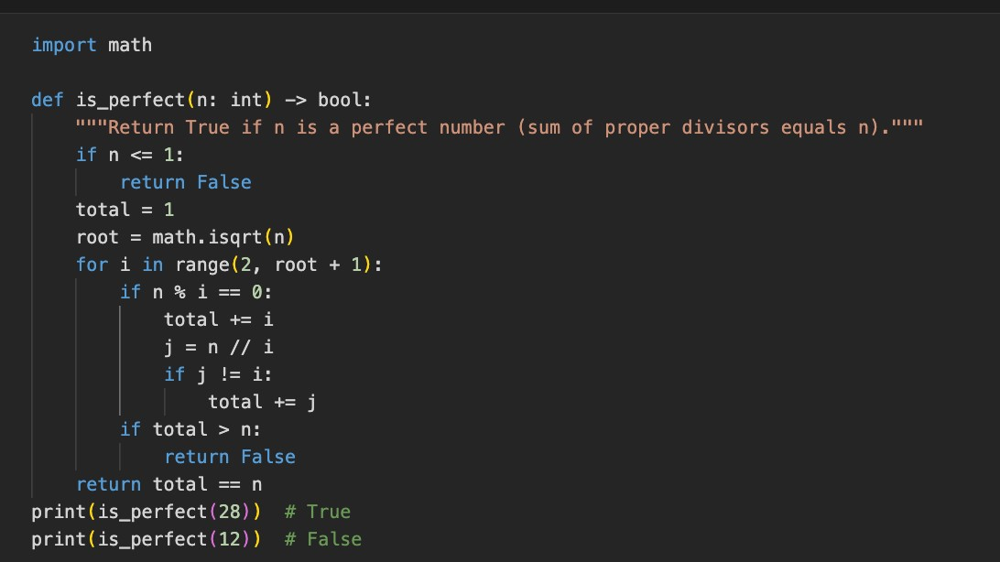 import math
def is_perfect(n: int) -> bool:
    """Return True if n is a perfect number (sum of proper divisors equals n)."""
    if n <= 1:
        return False
    total = 1
    root = math.isqrt(n)
    for i in range(2, root + 1):
        if n % i == 0:
            total += i
            j = n // i
            if j != i:
                total += j
        if total > n:
            return False
    return total == n
print(is_perfect(28))  # True
print(is_perfect(12))  # False